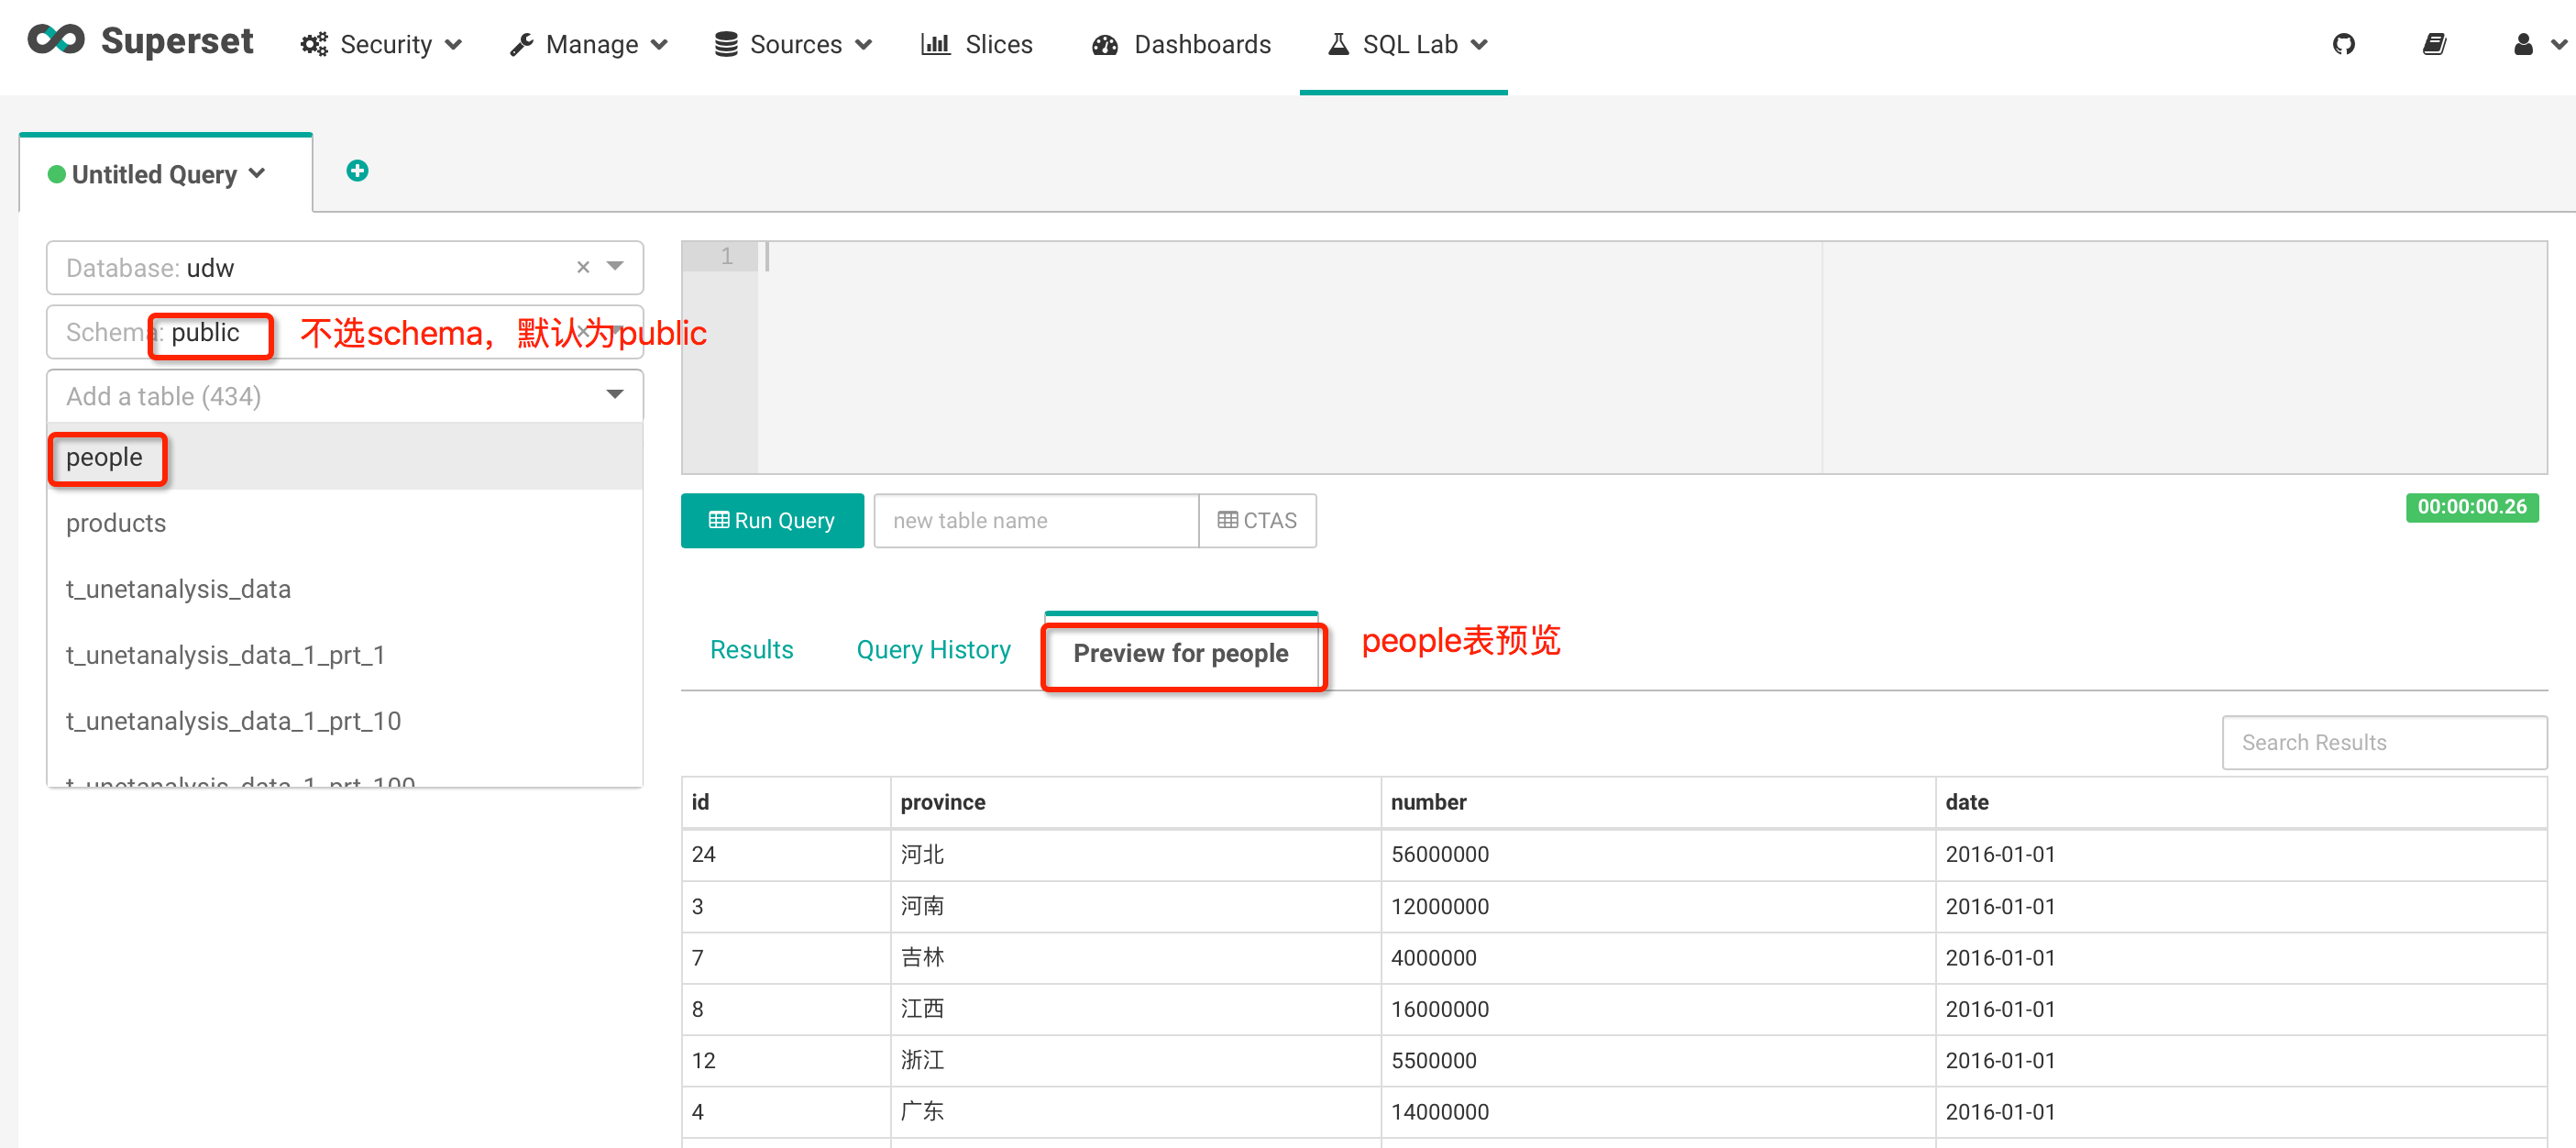 Superset Security Manage Sources Slices Dashboards SQL Lab
Untitled Query
Database: udw
Schema: public 不选schema，默认为public
Add a table (434)
people
products
t_unetanalysis_data
t_unetanalysis_data_1_prt_1
t_unetanalysis_data_1_prt_10
t_unetanalysis_data_1_prt_100
1
Run Query new table name CTAS 00:00:00.26
Results Query History Preview for people people表预览
Search Results
id province number date
24 河北 56000000 2016-01-01
3 河南 12000000 2016-01-01
7 吉林 4000000 2016-01-01
8 江西 16000000 2016-01-01
12 浙江 5500000 2016-01-01
4 广东 14000000 2016-01-01